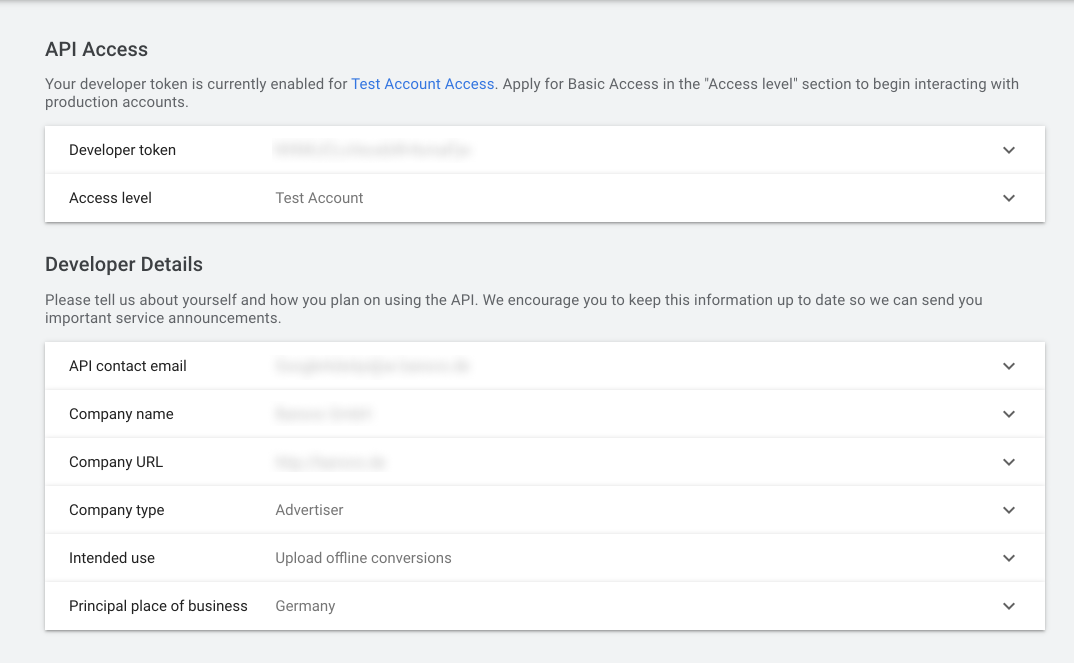 API Access
Your developer token is currently enabled for Test Account Access. Apply for Basic Access in the "Access level" section to begin interacting with
production accounts.
Developer token
Access level Test Account
Developer Details
Please tell us about yourself and how you plan on using the API. We encourage you to keep this information up to date so we can send you
important service announcements.
API contact email
Company name
Company URL
Company type Advertiser
Intended use Upload offline conversions
Principal place of business Germany